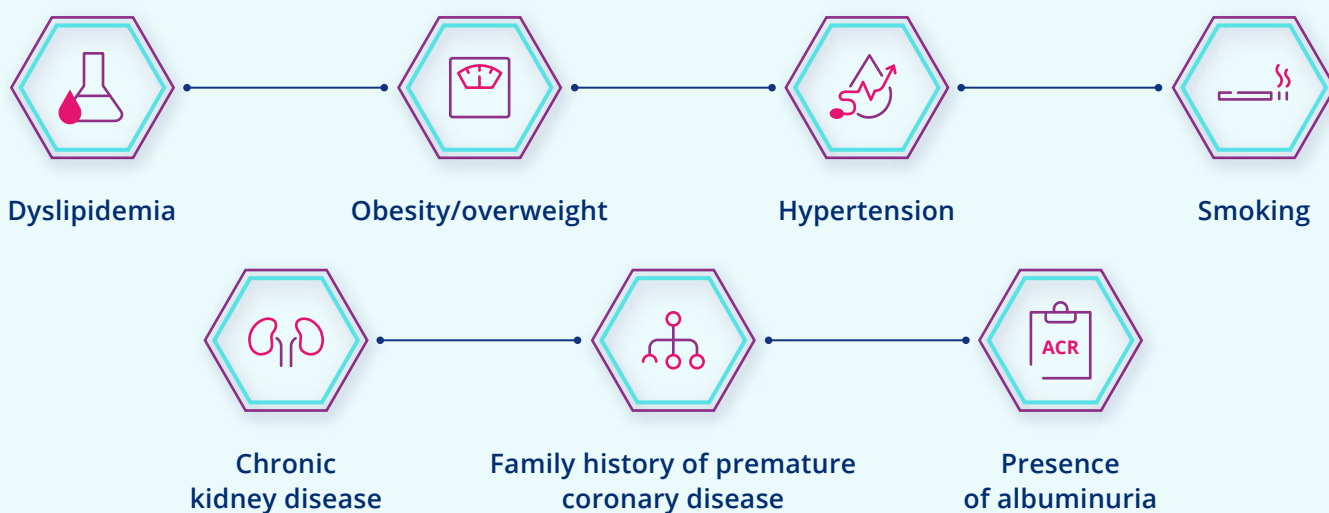 Dyslipidemia
Obesity/overweight
Hypertension
Smoking
ACR
Chronic
kidney disease
Family history of premature
coronary disease
Presence
of albuminuria